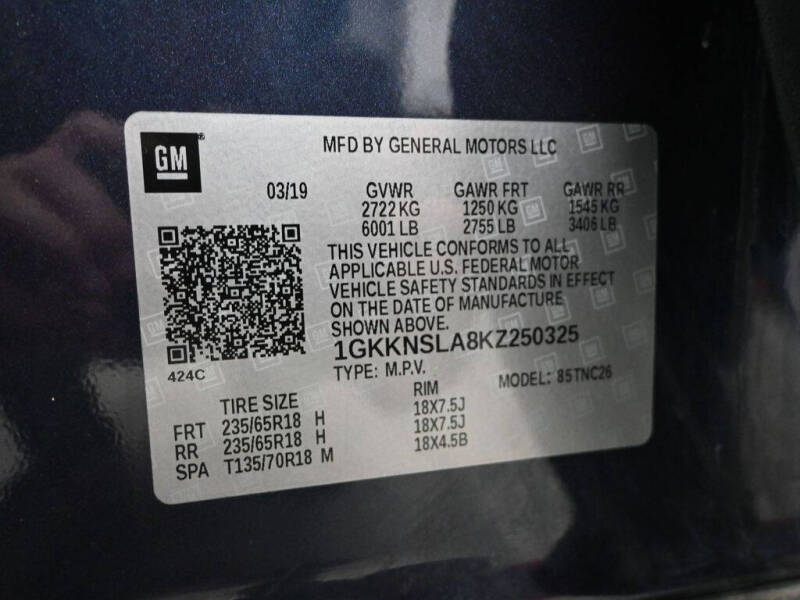 GM
MFD BY GENERAL MOTORS LLC
03/19 GVWR GAWR FRT GAWR RR
2722 KG 1250 KG 1545 KG
6001 LB 2755 LB 3406 LB
THIS VEHICLE CONFORMS TO ALL
APPLICABLE U.S. FEDERAL MOTOR
VEHICLE SAFETY STANDARDS IN EFFECT
ON THE DATE OF MANUFACTURE
SHOWN ABOVE.
1GKKNSLA8KZ250325
424C
TYPE: M.P.V. MODEL: 85TNC26
TIRE SIZE RIM
FRT 235/65R18 H 18X7.5J
RR 235/65R18 H 18X7.5J
SPA T135/70R18 M 18X4.5B